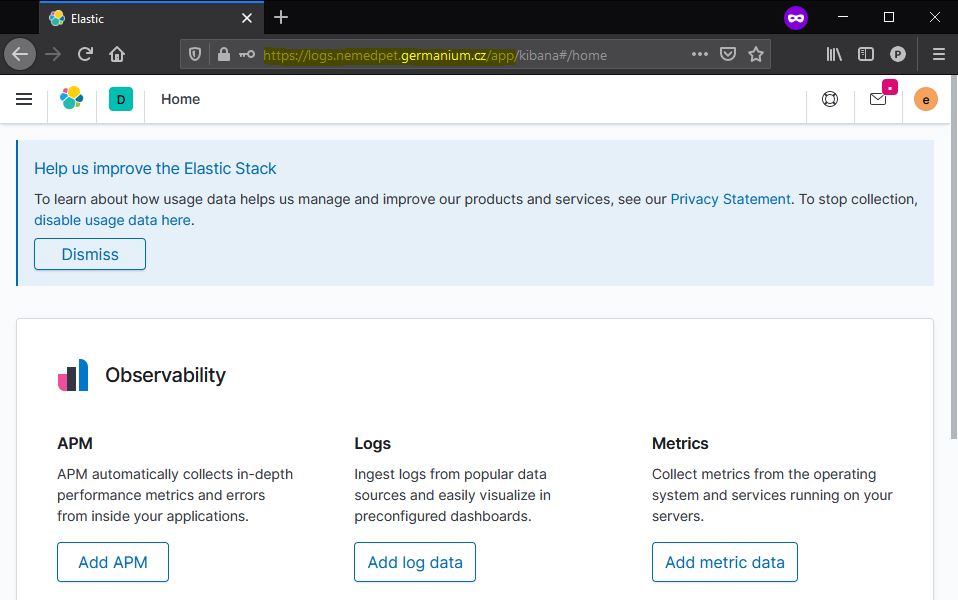 Elastic
https://logs.nemedpet.germanium.cz/app/kibana#/home
P
D
Home
e
Help us improve the Elastic Stack
To learn about how usage data helps us manage and improve our products and services, see our Privacy Statement. To stop collection,
disable usage data here.
Dismiss
Observability
APM
APM automatically collects in-depth
performance metrics and errors
from inside your applications.
Add APM
Logs
Ingest logs from popular data
sources and easily visualize in
preconfigured dashboards.
Add log data
Metrics
Collect metrics from the operating
system and services running on your
servers.
Add metric data